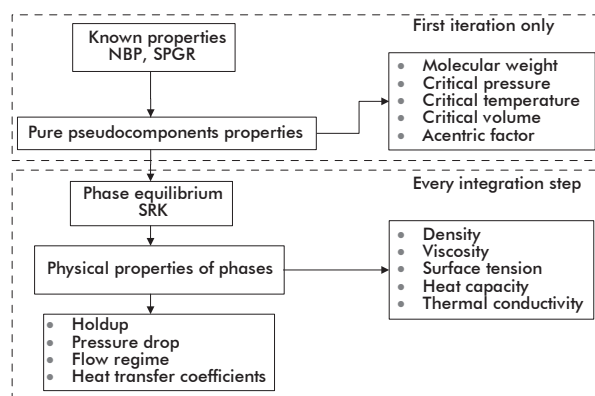 First iteration only
Known properties
NBP, SPGR
Pure pseudocomponents properties
● Molecular weight
● Critical pressure
● Critical temperature
● Critical volume
● Acentric factor
Every integration step
Phase equilibrium
SRK
Physical properties of phases
● Density
● Viscosity
● Surface tension
● Heat capacity
● Thermal conductivity
● Holdup
● Pressure drop
● Flow regime
● Heat transfer coefficients